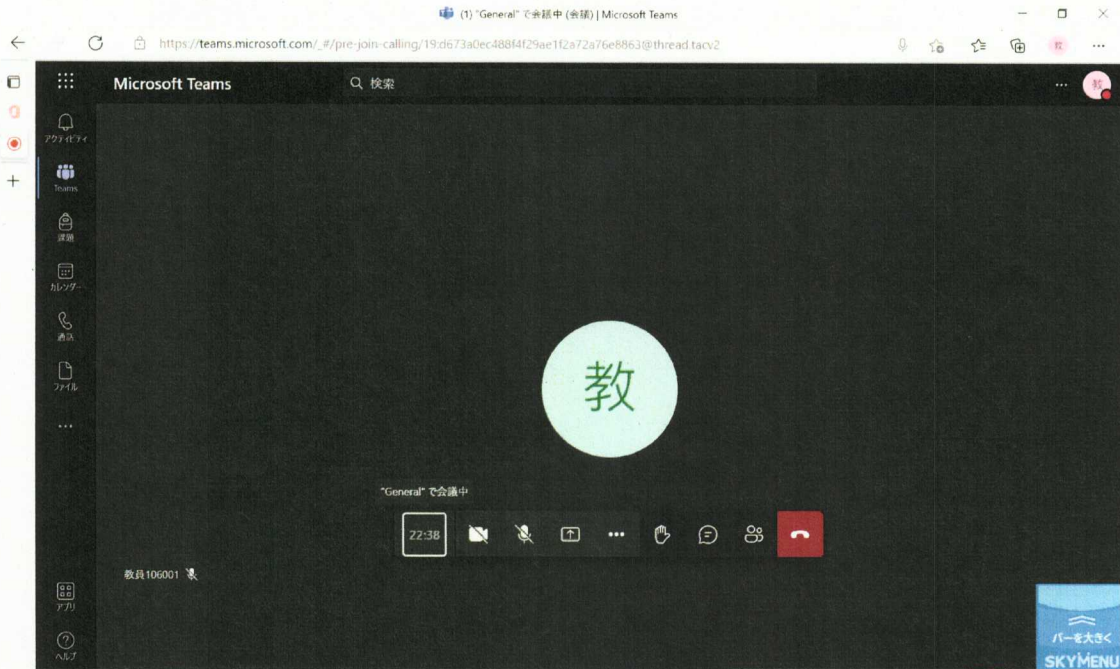 (1) "General" で会議中 (会議) | Microsoft Teams
https://teams.microsoft.com/_#/pre-join-calling/19:d673a0ec488f4f29ae1f2a72a76e8863@thread.tacv2
Microsoft Teams
検索
教
アクティビティ
Teams
課題
カレンダー
通話
ファイル
教
"General" で会議中
22:38
教員106001
アプリ
ヘルプ
バーを大きく
SKYMENU